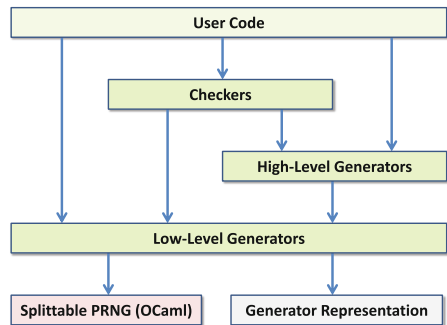 User Code
Checkers
High-Level Generators
Low-Level Generators
Splittable PRNG (OCaml)
Generator Representation